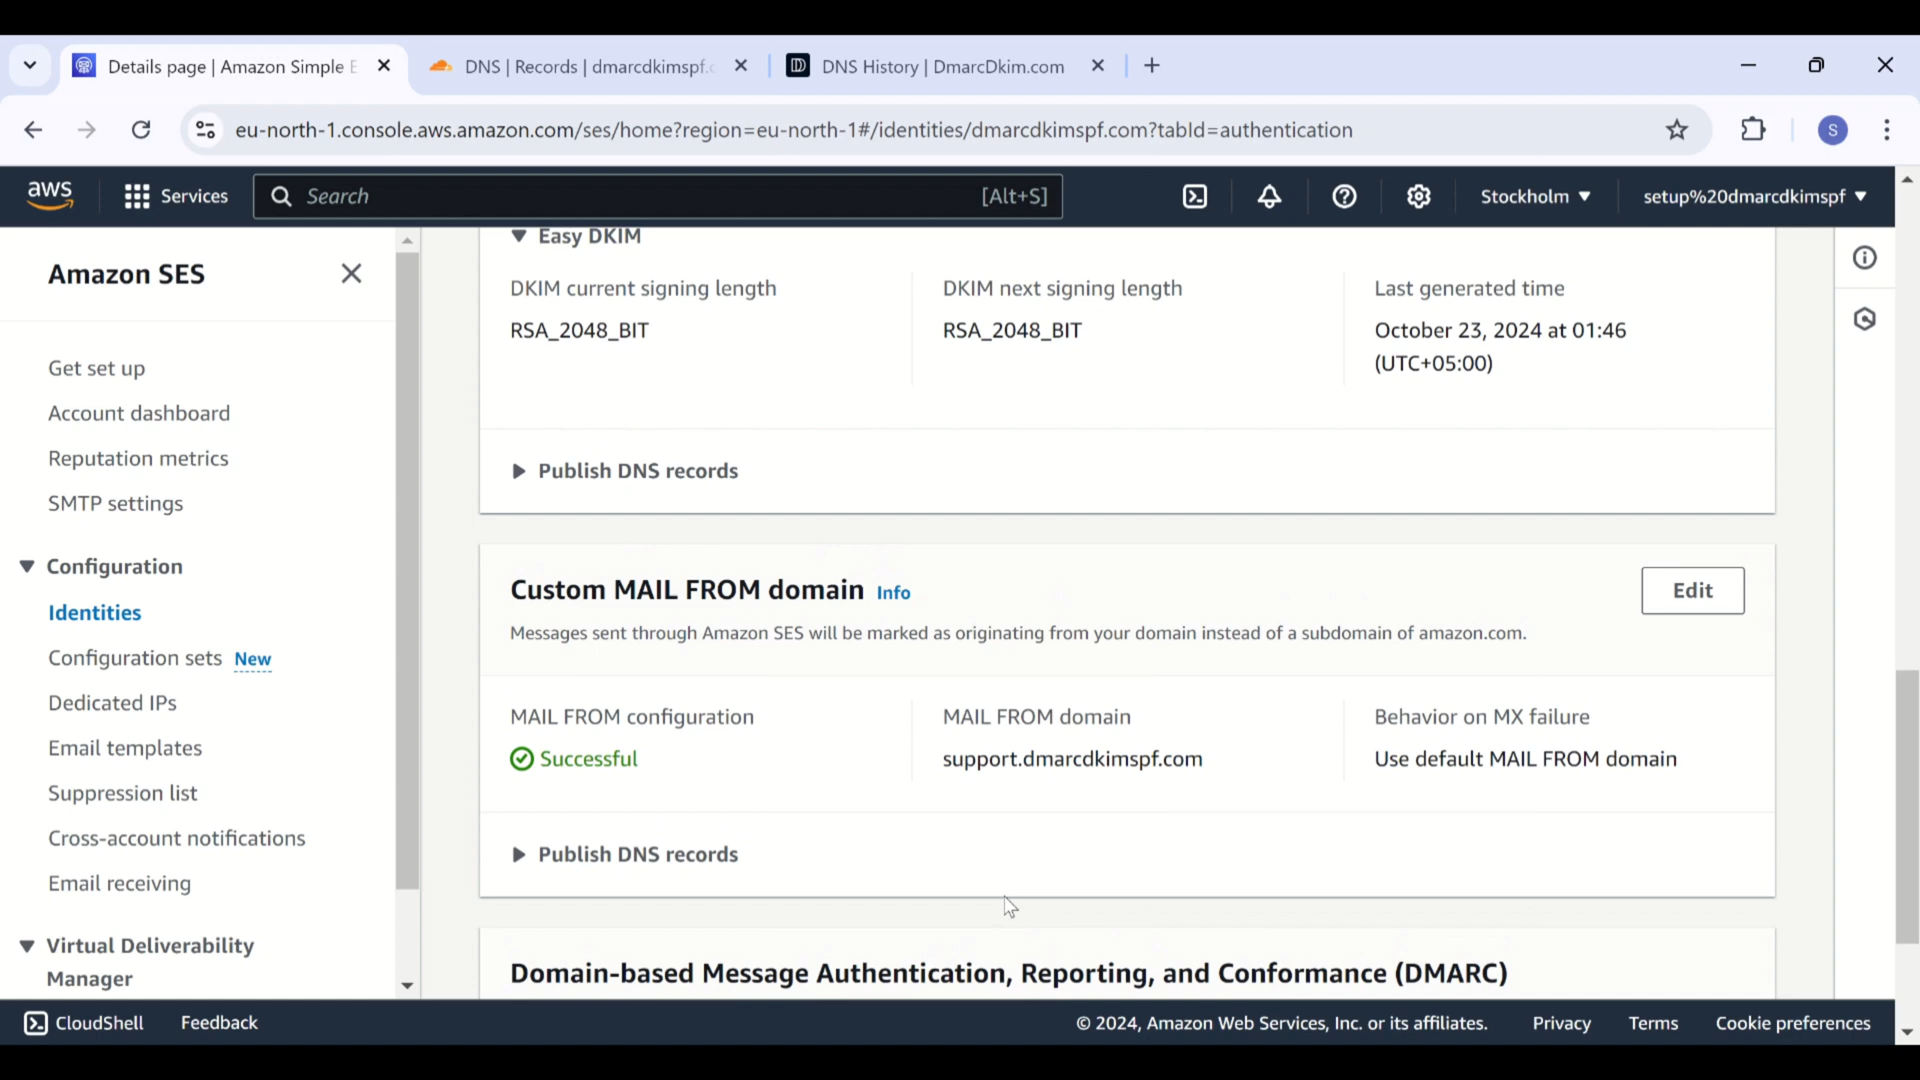 Details page | Amazon Simple E
DNS | Records | dmarcdkimspf.c
DNS History | DmarcDkim.com
eu-north-1.console.aws.amazon.com/ses/home?region=eu-north-1#/identities/dmarcdkimspf.com?tabId=authentication
S
aws
Services
Search
[Alt+S]
Stockholm
setup%20dmarcdkimspf
Amazon SES
Get set up
Account dashboard
Reputation metrics
SMTP settings
Configuration
Identities
Configuration sets New
Dedicated IPs
Email templates
Suppression list
Cross-account notifications
Email receiving
Virtual Deliverability
Manager
Easy DKIM
DKIM current signing length
RSA_2048_BIT
DKIM next signing length
RSA_2048_BIT
Last generated time
October 23, 2024 at 01:46
(UTC+05:00)
Publish DNS records
Custom MAIL FROM domain Info
Edit
Messages sent through Amazon SES will be marked as originating from your domain instead of a subdomain of amazon.com.
MAIL FROM configuration
Successful
MAIL FROM domain
support.dmarcdkimspf.com
Behavior on MX failure
Use default MAIL FROM domain
Publish DNS records
Domain-based Message Authentication, Reporting, and Conformance (DMARC)
CloudShell
Feedback
© 2024, Amazon Web Services, Inc. or its affiliates.
Privacy
Terms
Cookie preferences